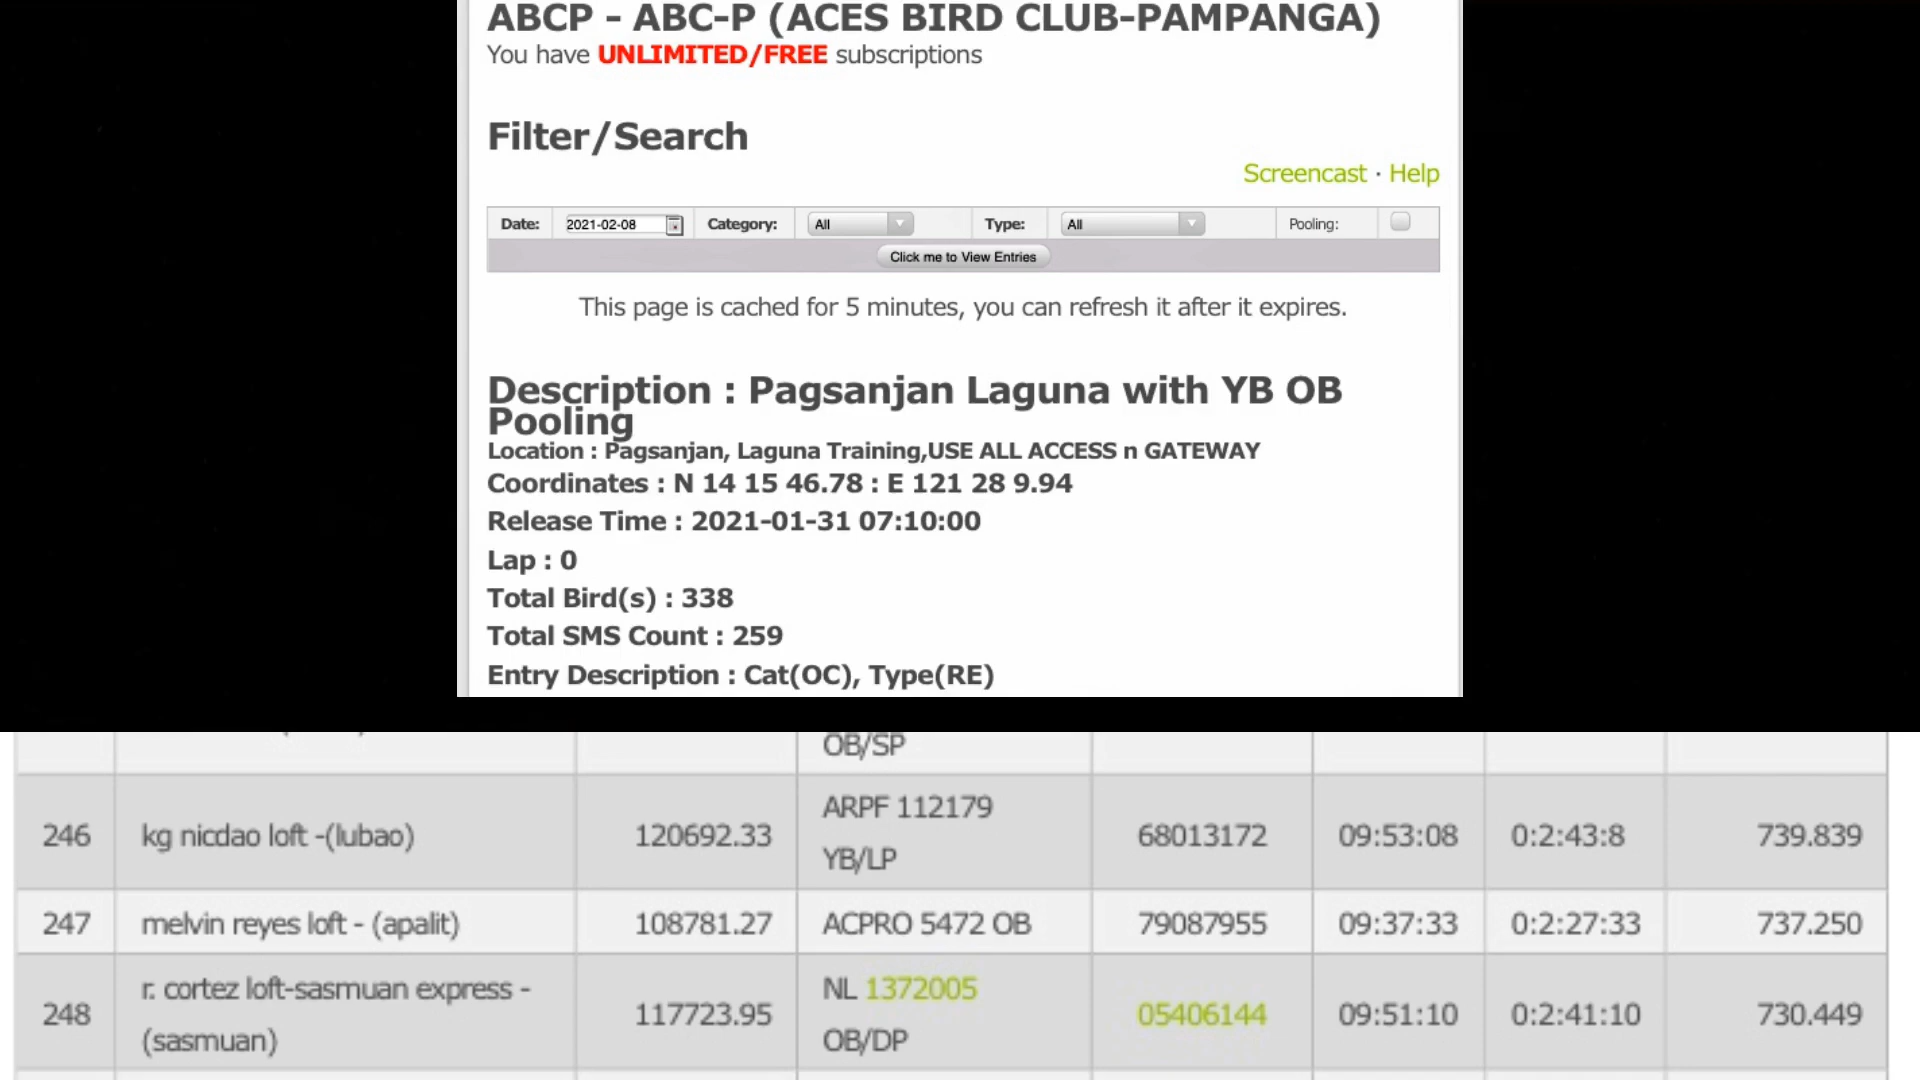 ABCP - ABC-P (ACES BIRD CLUB-PAMPANGA)
You have UNLIMITED/FREE subscriptions
Filter/Search
Screencast · Help
Date: 2021-02-08 Category: All Type: All Pooling:
Click me to View Entries
This page is cached for 5 minutes, you can refresh it after it expires.
Description : Pagsanjan Laguna with YB OB
Pooling
Location : Pagsanjan, Laguna Training,USE ALL ACCESS n GATEWAY
Coordinates : N 14 15 46.78 : E 121 28 9.94
Release Time : 2021-01-31 07:10:00
Lap : 0
Total Bird(s) : 338
Total SMS Count : 259
Entry Description : Cat(OC), Type(RE)
OB/SP
246 kg nicdao loft -(lubao) 120692.33 ARPF 112179 68013172 09:53:08 0:2:43:8 739.839
YB/LP
247 melvin reyes loft - (apalit) 108781.27 ACPRO 5472 OB 79087955 09:37:33 0:2:27:33 737.250
248 r. cortez loft-sasmuan express - 117723.95 NL 1372005 05406144 09:51:10 0:2:41:10 730.449
(sasmuan) OB/DP